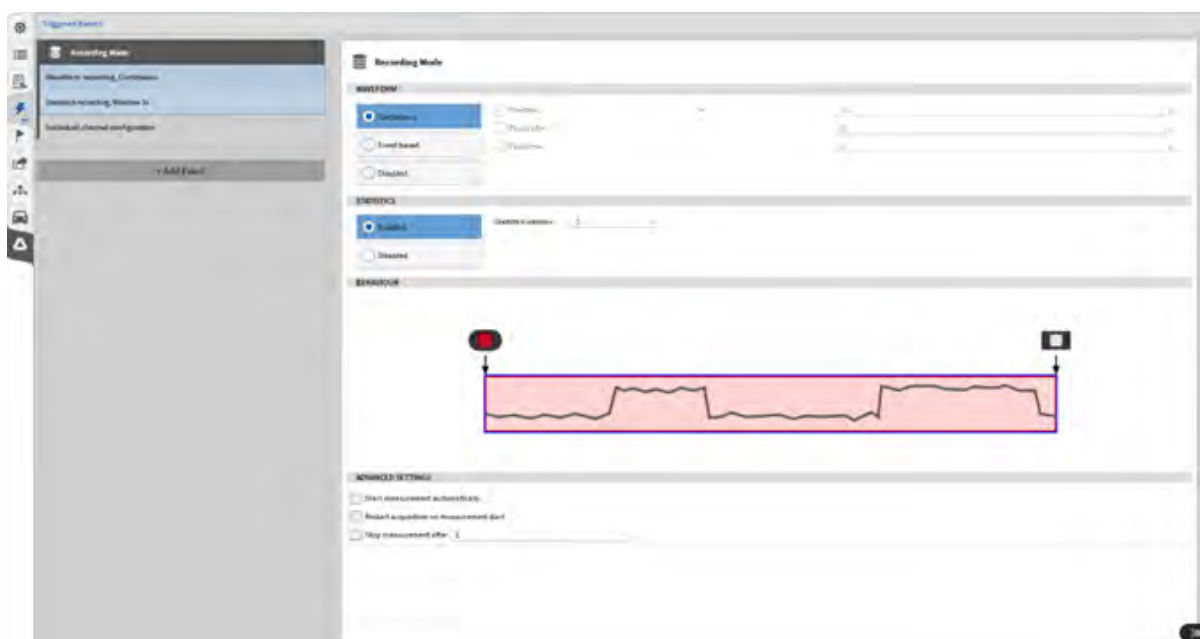 Triggered Events
Recording Mode
Waveform recording, Continuous
Statistics recording, Window 1s
Individual channel configuration
+ Add Event
Recording Mode
WAVEFORM
Continuous
Event based
Disabled
STATISTICS
Enabled
Statistics window
Disabled
BEHAVIOUR
ADVANCED SETTINGS
Start measurement automatically
Restart acquisition on measurement start
Stop measurement after